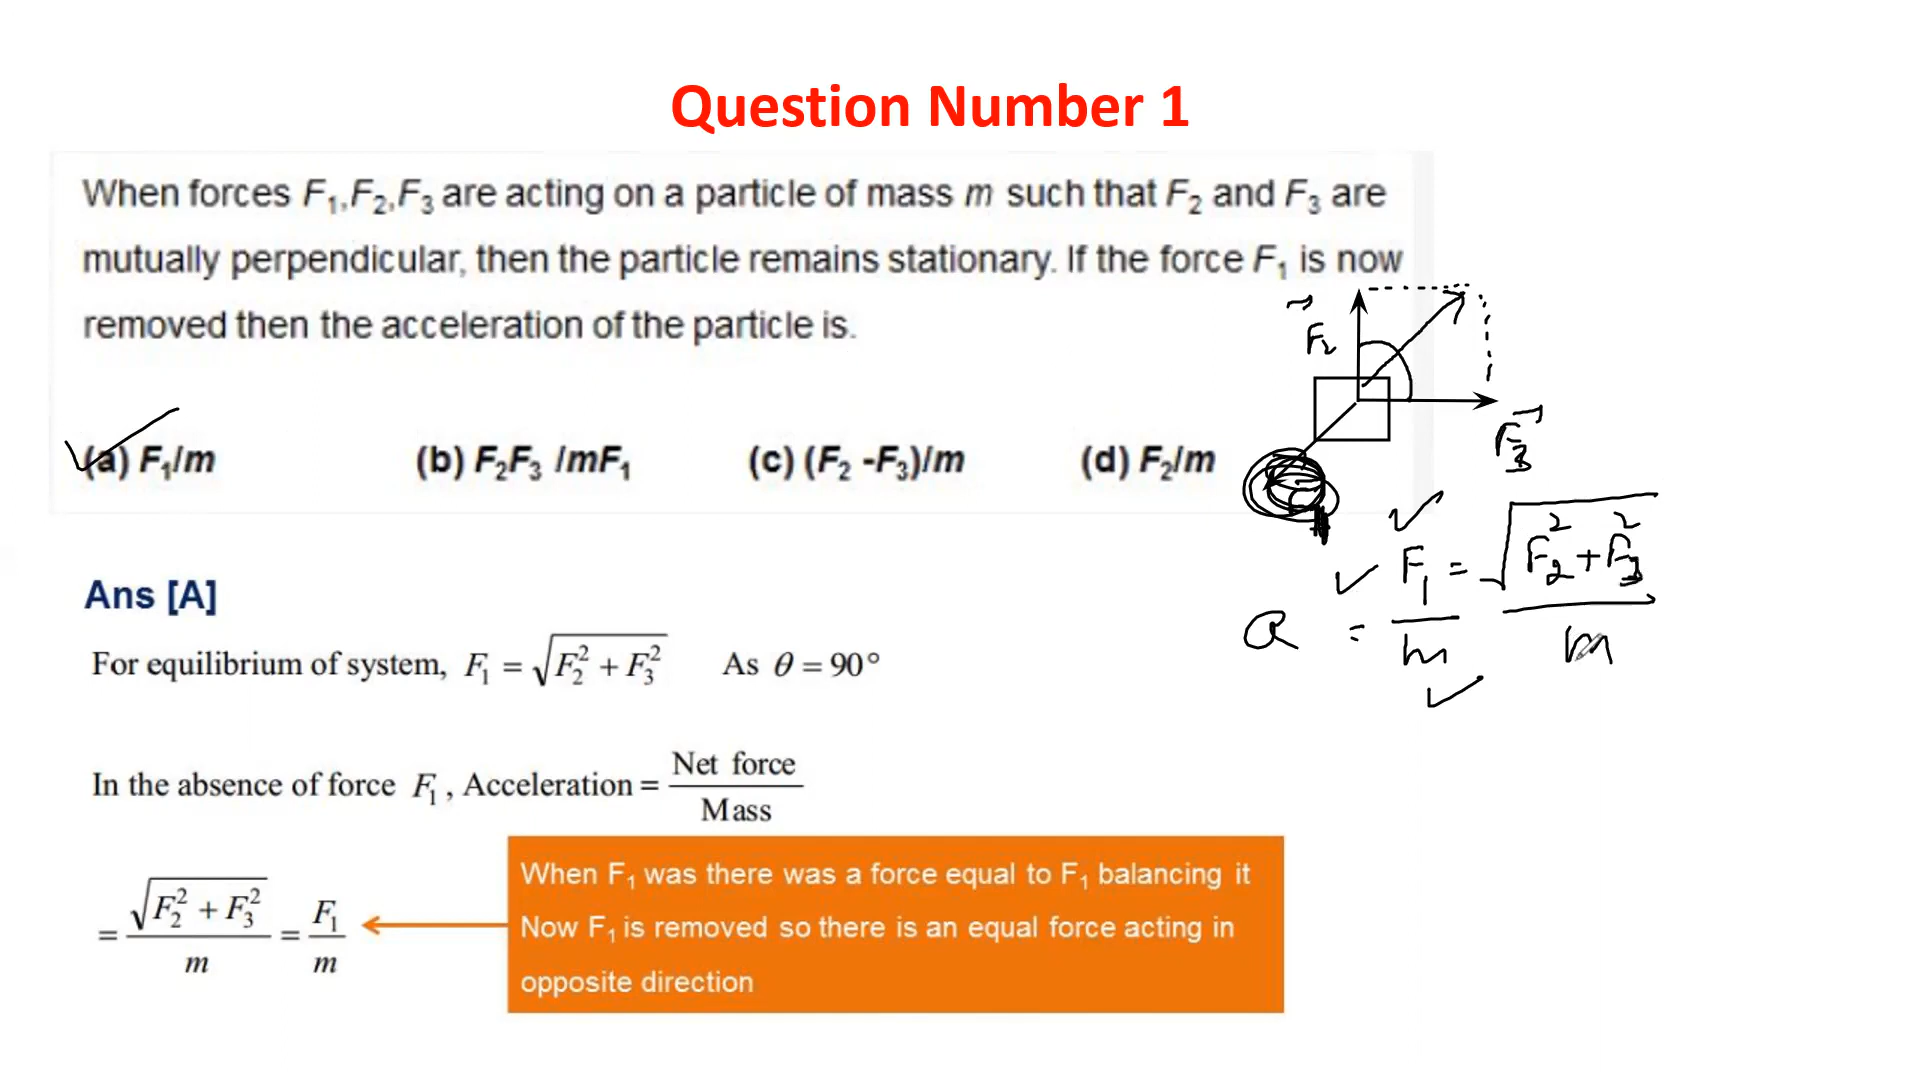 Question Number 1
When forces F₁,F₂,F₃ are acting on a particle of mass m such that F₂ and F₃ are
mutually perpendicular, then the particle remains stationary. If the force F₁ is now
removed then the acceleration of the particle is.
(a) F₁/m (b) F₂F₃ /mF₁ (c) (F₂ -F₃)/m (d) F₂/m
F₂
F₃
F₁ = √(F₂² + F₃²)
a = F₁/m √(F₂² + F₃²)/m
Ans [A]
For equilibrium of system, F₁ = √(F₂² + F₃²) As θ = 90°
In the absence of force F₁ , Acceleration = Net force / Mass
= √(F₂² + F₃²) / m = F₁ / m
When F₁ was there was a force equal to F₁ balancing it
Now F₁ is removed so there is an equal force acting in
opposite direction